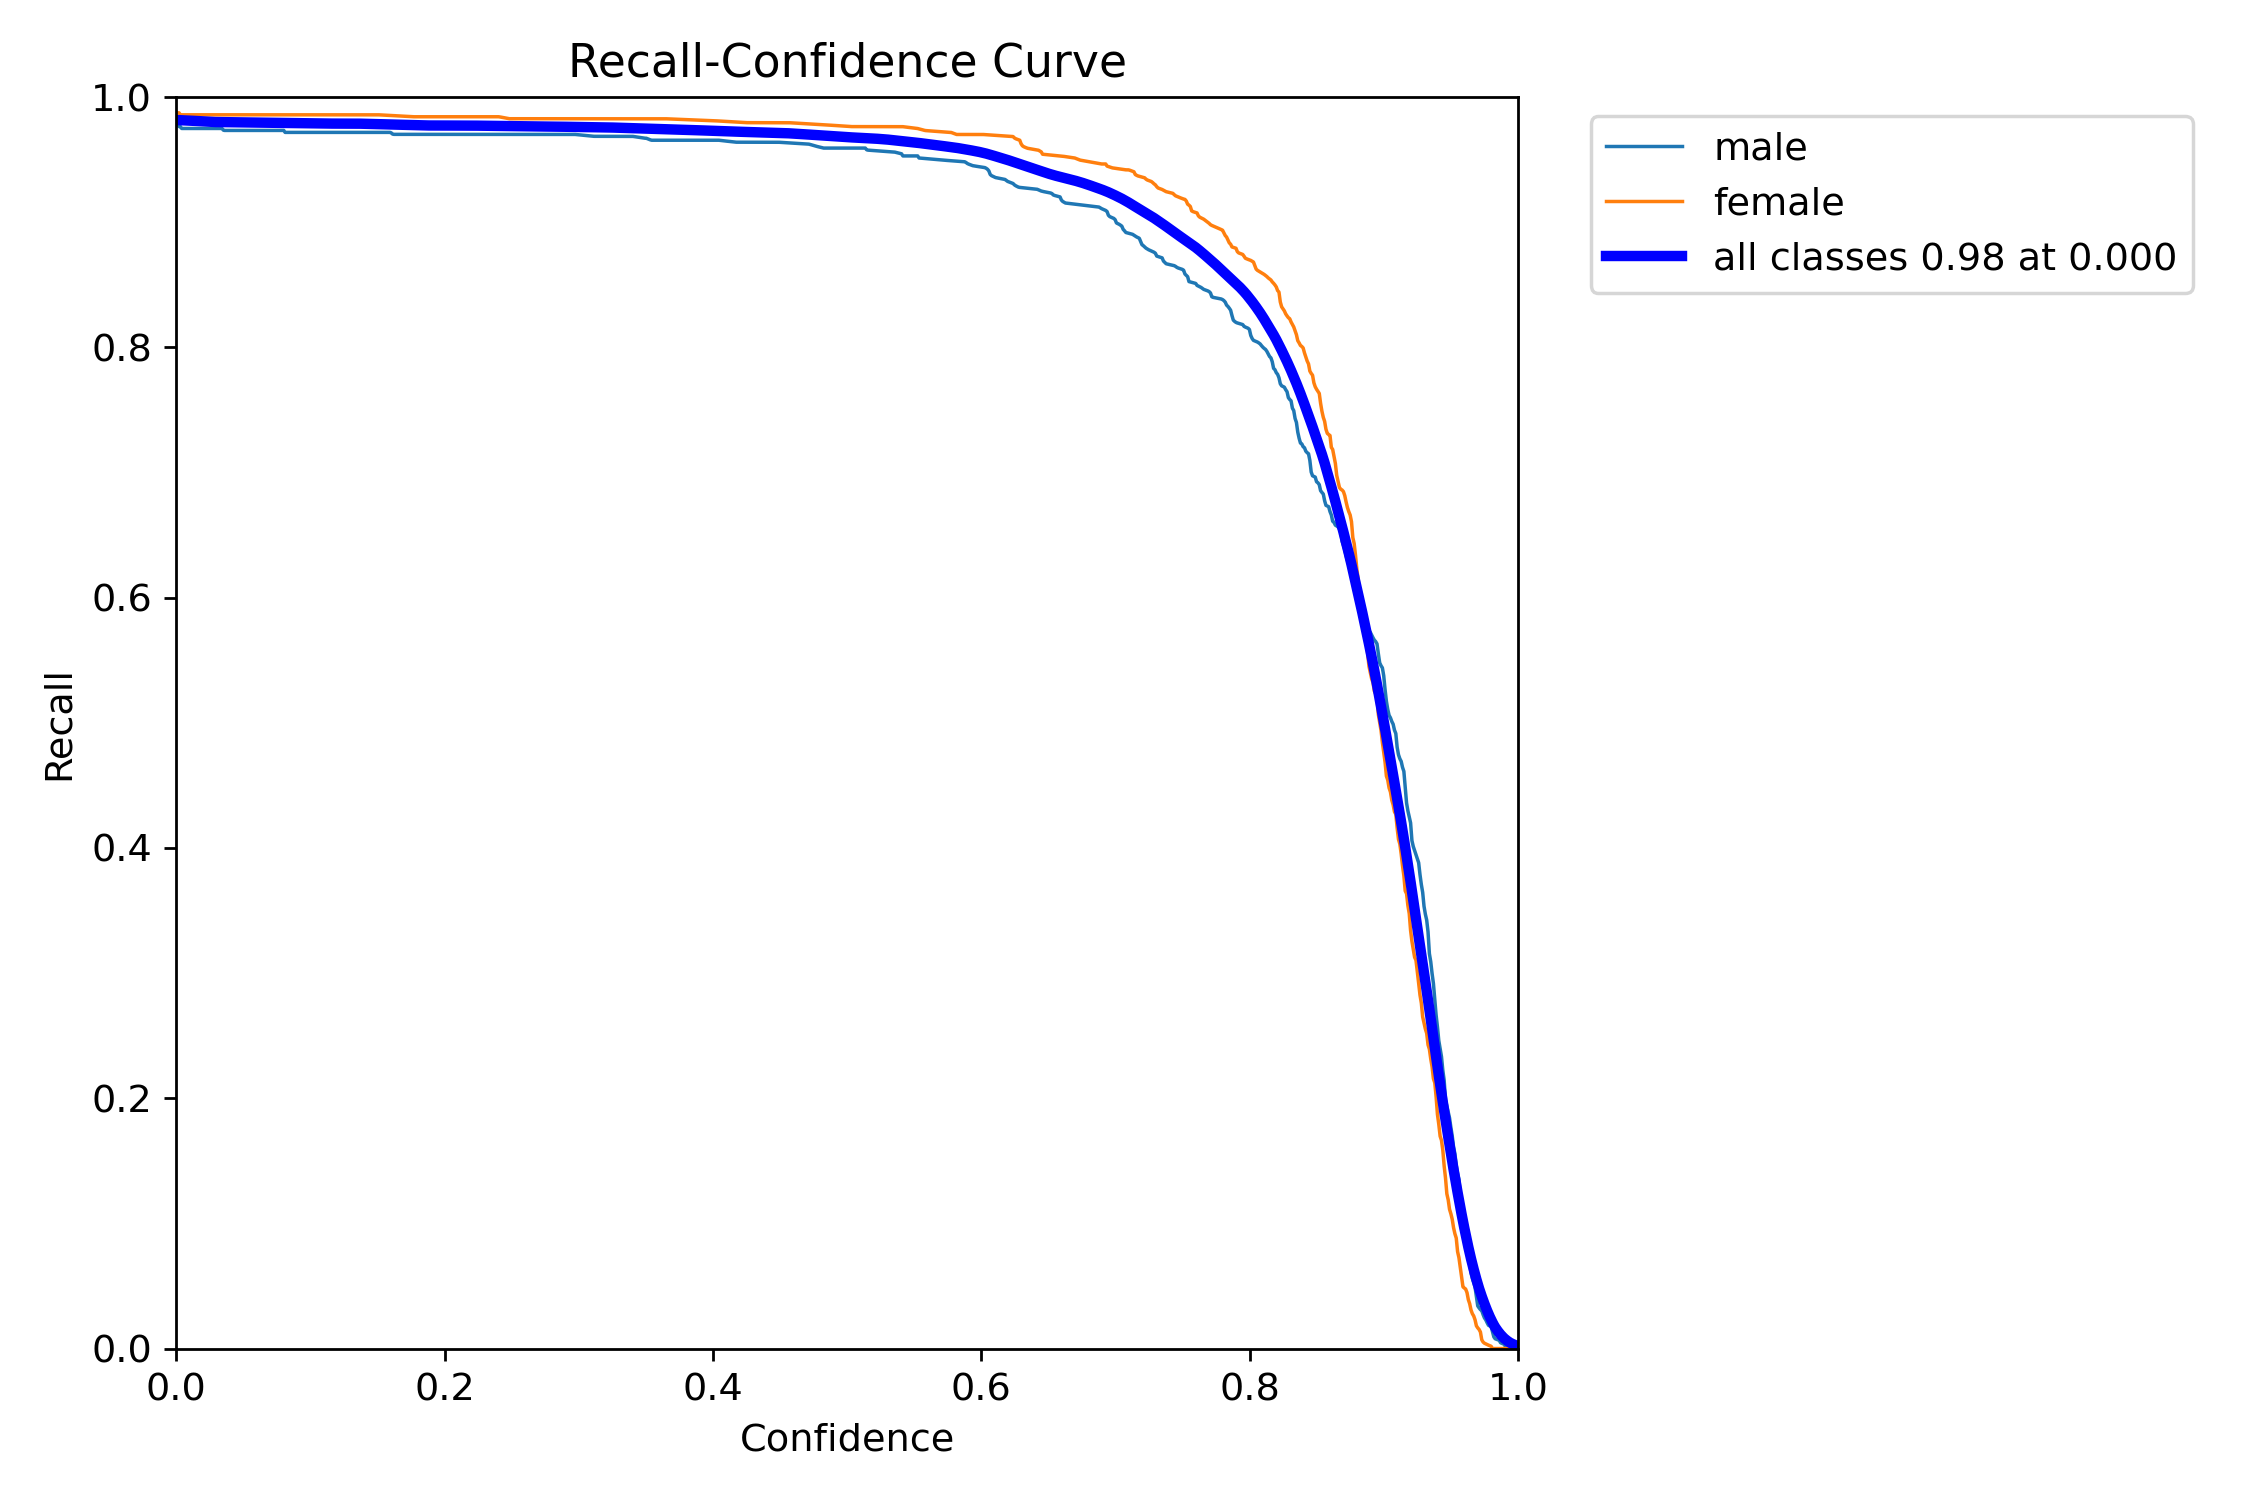 Recall-Confidence Curve
1.0
0.8
0.6
0.4
0.2
0.0
Recall
0.0 0.2 0.4 0.6 0.8 1.0
Confidence
male
female
all classes 0.98 at 0.000